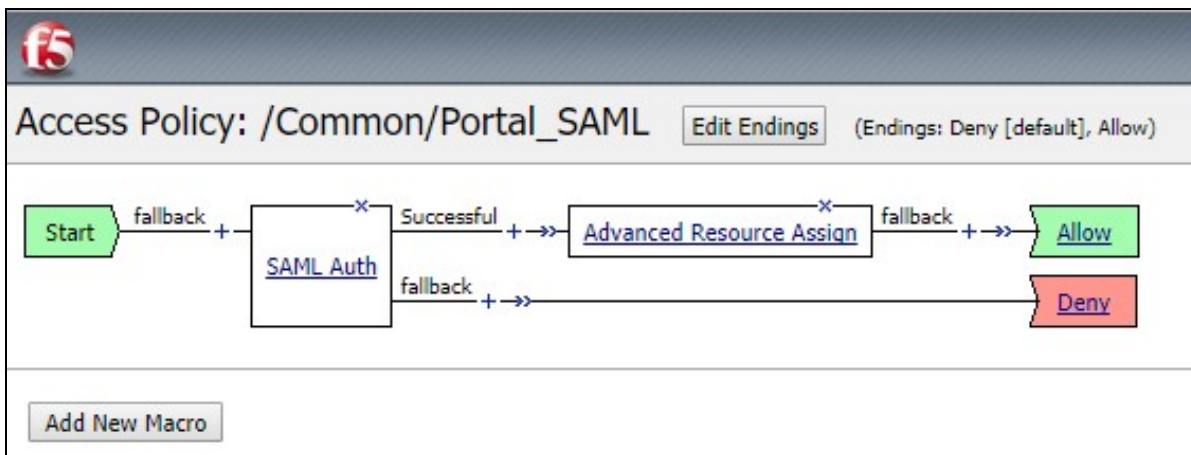 f5
Access Policy: /Common/Portal_SAML Edit Endings (Endings: Deny [default], Allow)
Start fallback + SAML Auth Successful + Advanced Resource Assign fallback + Allow
fallback + Deny
Add New Macro